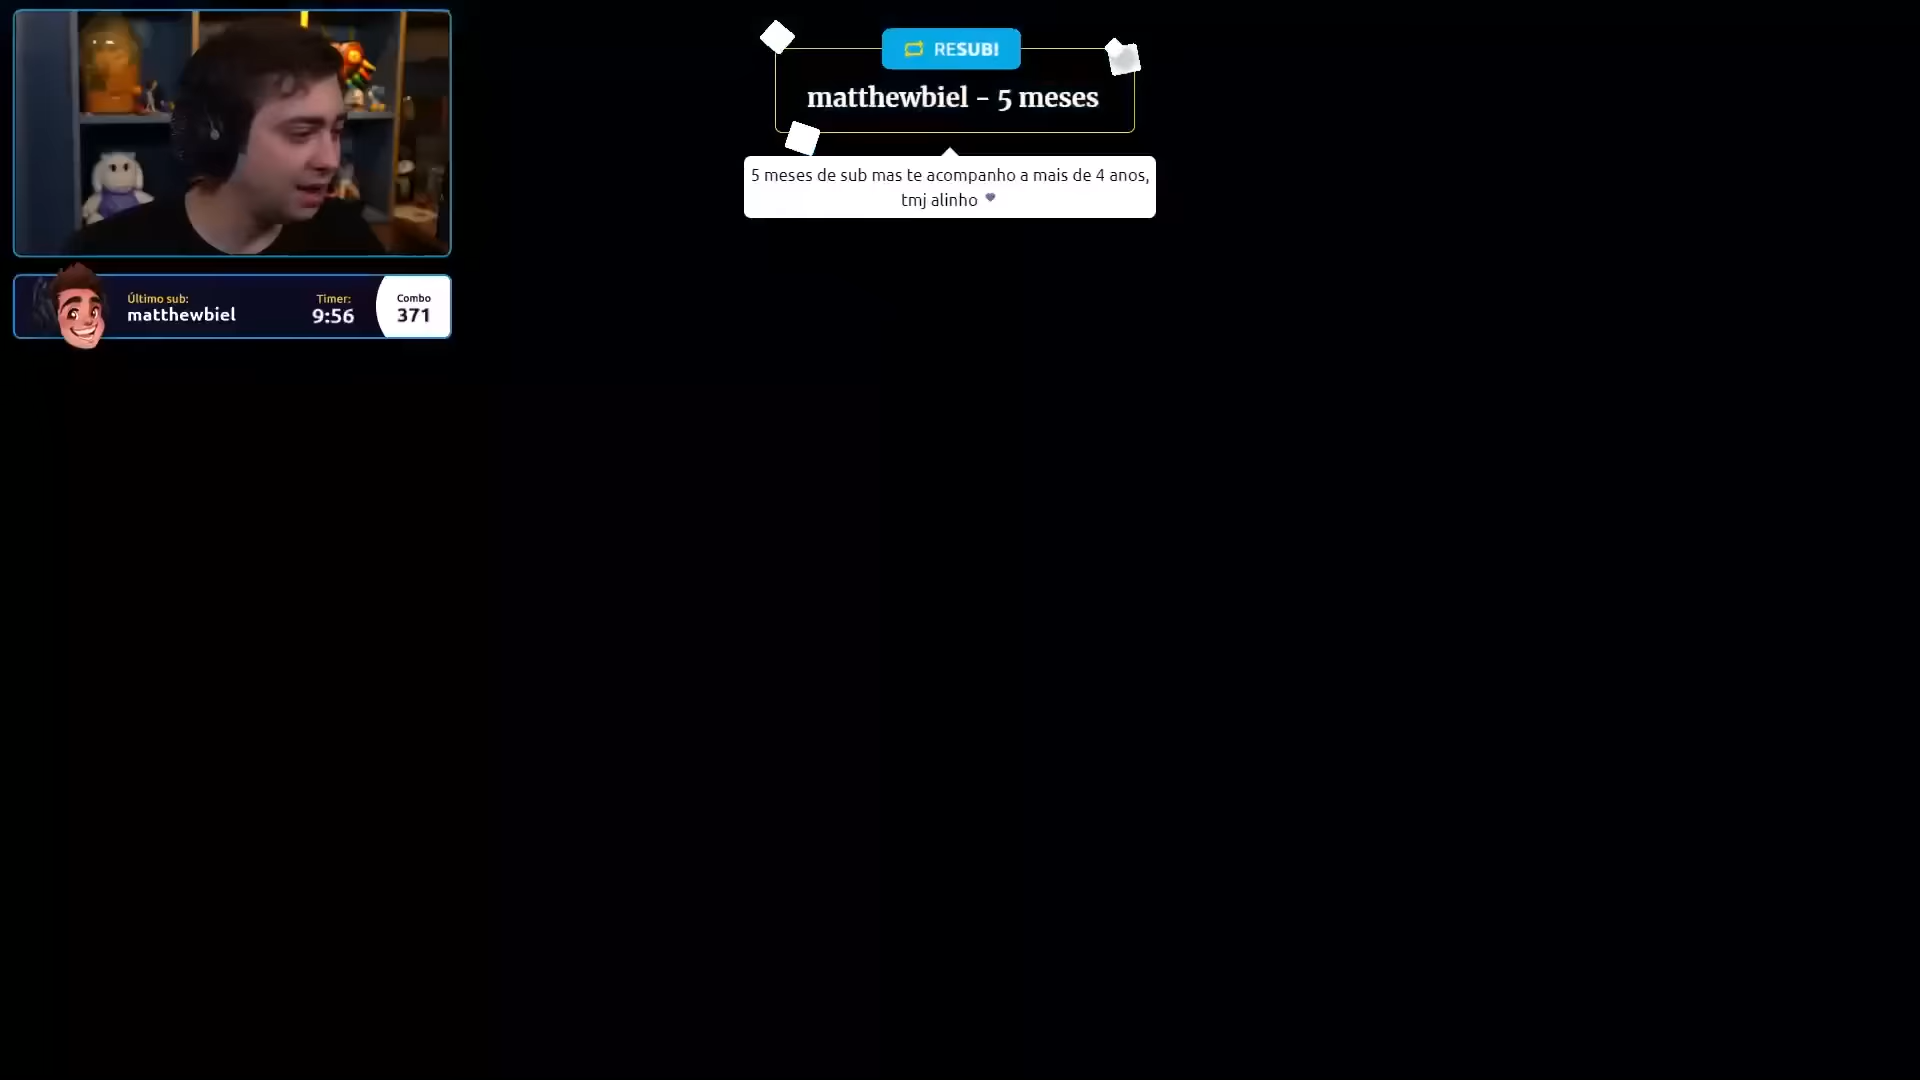 RESUB!
matthewbiel - 5 meses
5 meses de sub mas te acompanho a mais de 4 anos,
tmj alinho
Último sub:
matthewbiel
Timer:
9:56
Combo
371